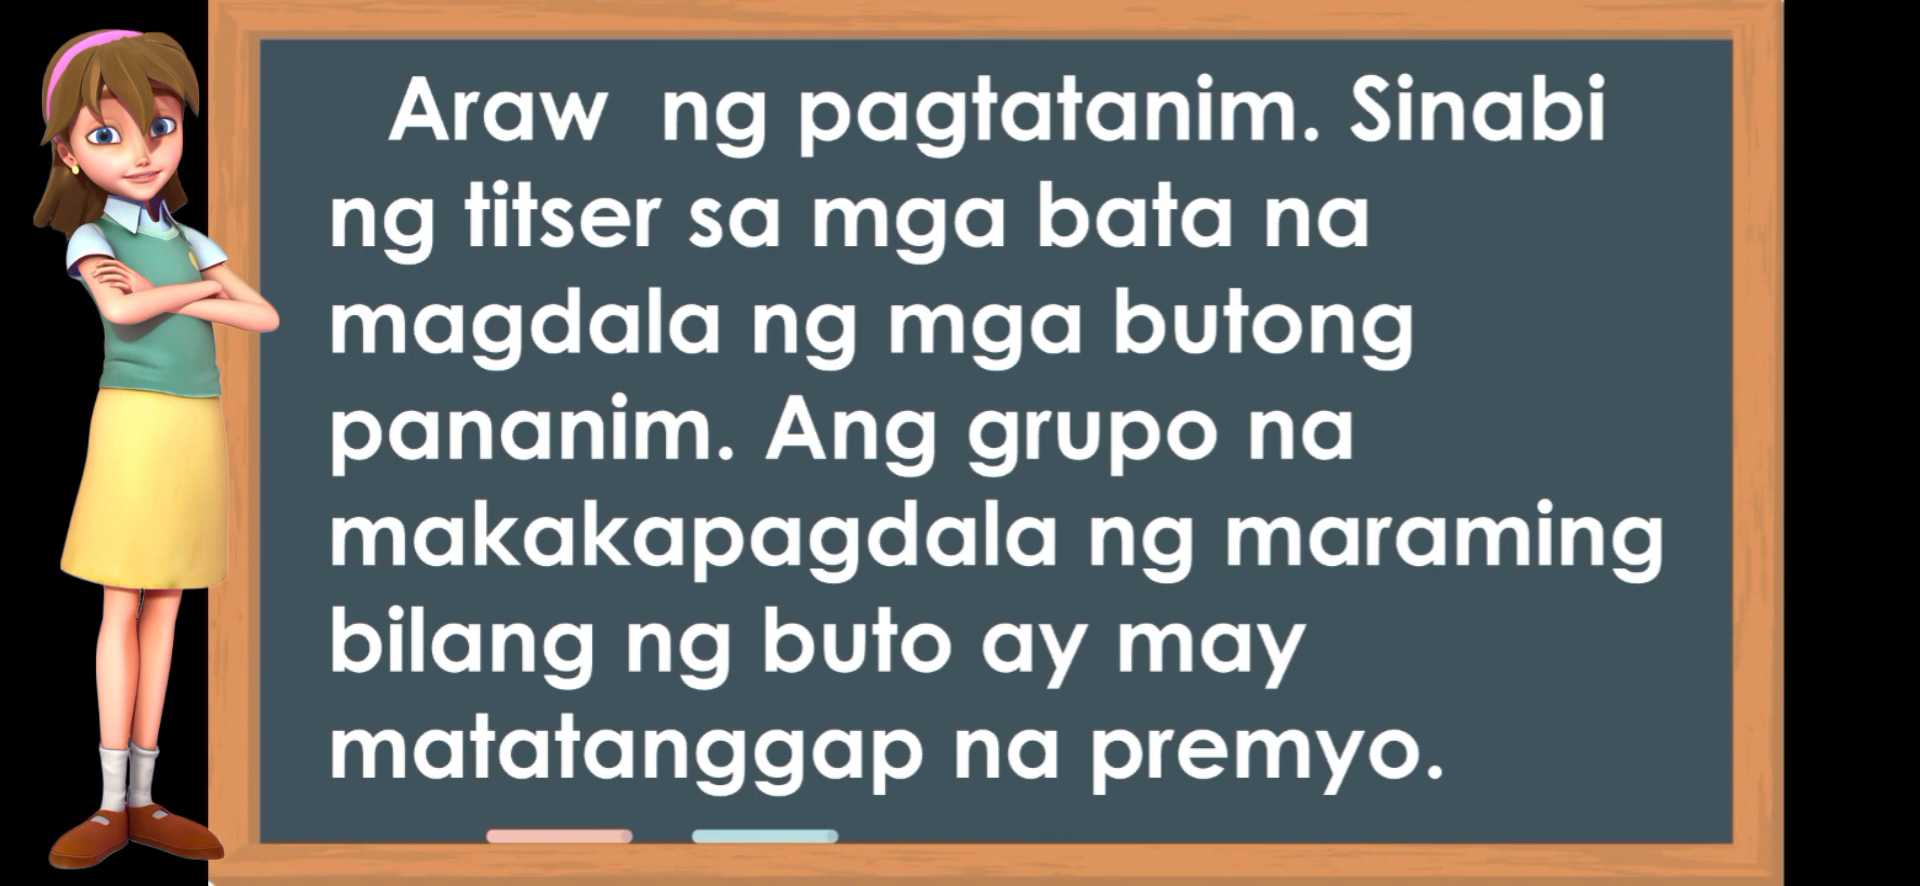 Araw ng pagtatanim. Sinabi
ng titser sa mga bata na
magdala ng mga butong
pananim. Ang grupo na
makakapagdala ng maraming
bilang ng buto ay may
matatanggap na premyo.